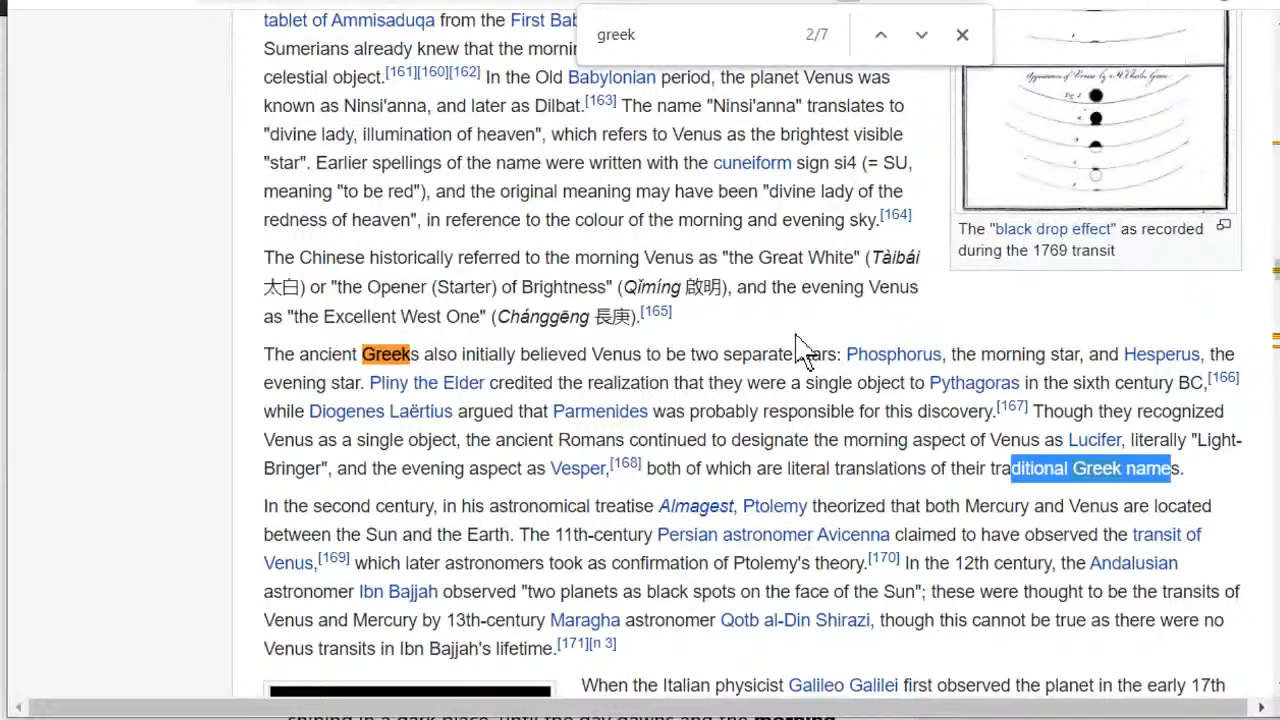 greek 2/7
tablet of Ammisaduqa from the First Bab
Sumerians already knew that the mornin
celestial object.[161][160][162] In the Old Babylonian period, the planet Venus was
known as Ninsi'anna, and later as Dilbat.[163] The name "Ninsi'anna" translates to
"divine lady, illumination of heaven", which refers to Venus as the brightest visible
"star". Earlier spellings of the name were written with the cuneiform sign si4 (= SU,
meaning "to be red"), and the original meaning may have been "divine lady of the
redness of heaven", in reference to the colour of the morning and evening sky.[164]
Appearance of Venus by
The "black drop effect" as recorded
during the 1769 transit
The Chinese historically referred to the morning Venus as "the Great White" (Tàibái
太白) or "the Opener (Starter) of Brightness" (Qǐmíng 啟明), and the evening Venus
as "the Excellent West One" (Chánggēng 長庚).[165]
The ancient Greeks also initially believed Venus to be two separate ars: Phosphorus, the morning star, and Hesperus, the
evening star. Pliny the Elder credited the realization that they were a single object to Pythagoras in the sixth century BC,[166]
while Diogenes Laërtius argued that Parmenides was probably responsible for this discovery.[167] Though they recognized
Venus as a single object, the ancient Romans continued to designate the morning aspect of Venus as Lucifer, literally "Light-
Bringer", and the evening aspect as Vesper,[168] both of which are literal translations of their traditional Greek names.
In the second century, in his astronomical treatise Almagest, Ptolemy theorized that both Mercury and Venus are located
between the Sun and the Earth. The 11th-century Persian astronomer Avicenna claimed to have observed the transit of
Venus,[169] which later astronomers took as confirmation of Ptolemy's theory.[170] In the 12th century, the Andalusian
astronomer Ibn Bajjah observed "two planets as black spots on the face of the Sun"; these were thought to be the transits of
Venus and Mercury by 13th-century Maragha astronomer Qotb al-Din Shirazi, though this cannot be true as there were no
Venus transits in Ibn Bajjah's lifetime.[171][n 3]
When the Italian physicist Galileo Galilei first observed the planet in the early 17th